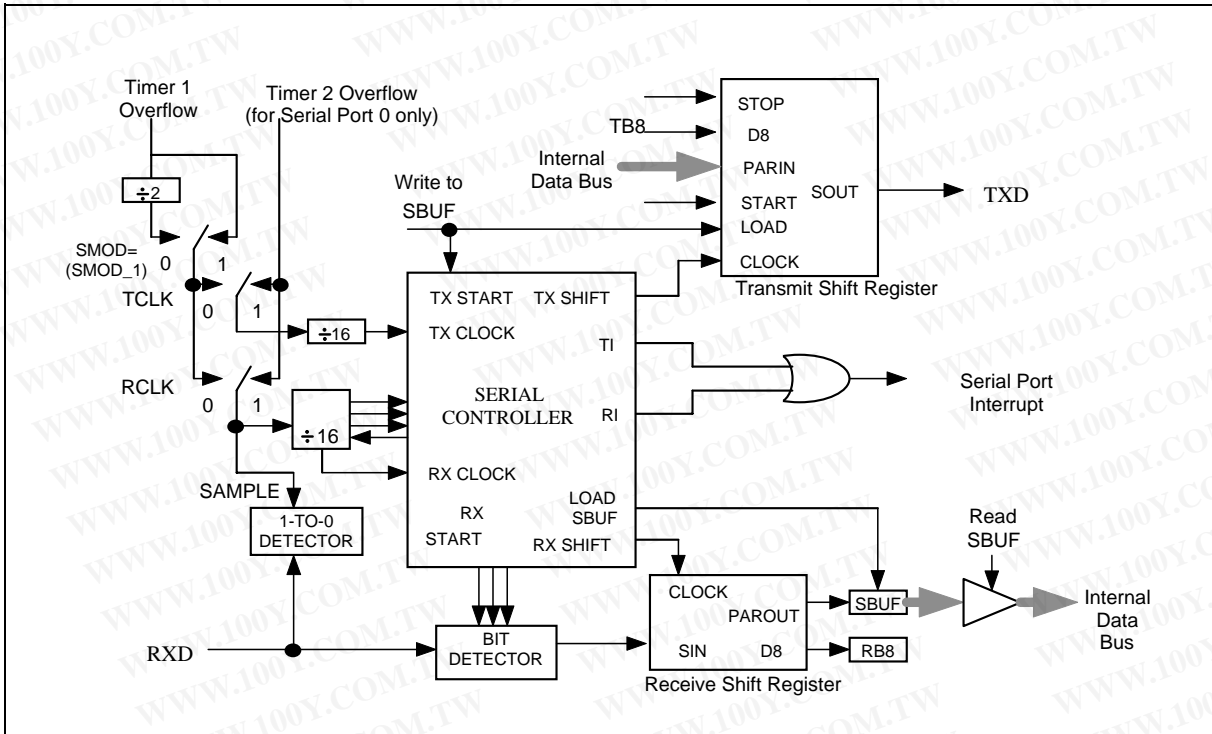 Timer 1
Overflow
Timer 2 Overflow
(for Serial Port 0 only)
÷2
SMOD=
(SMOD_1)
0
1
TCLK
0
1
÷16
RCLK
0
1
÷16
SAMPLE
1-TO-0
DETECTOR
RXD
Write to
SBUF
TX START
TX SHIFT
TX CLOCK
TI
SERIAL
CONTROLLER
RI
RX CLOCK
LOAD
SBUF
RX
START
RX SHIFT
BIT
DETECTOR
TB8
Internal
Data Bus
STOP
D8
PARIN
SOUT
START
LOAD
CLOCK
Transmit Shift Register
TXD
Serial Port
Interrupt
CLOCK
PAROUT
SIN
D8
Receive Shift Register
SBUF
RB8
Read
SBUF
Internal
Data
Bus
WWW.100Y.COM.TW